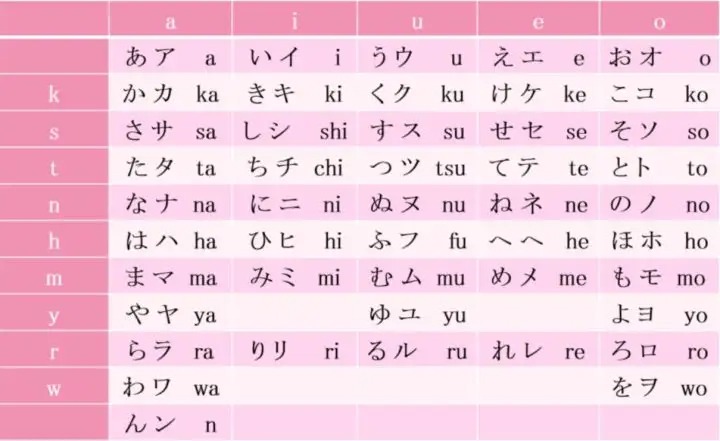 a i u e o
あア a いイ i うウ u えエ e おオ o
k かカ ka きキ ki くク ku けケ ke こコ ko
s さサ sa しシ shi すス su せセ se そソ so
t たタ ta ちチ chi つツ tsu てテ te とト to
n なナ na にニ ni ぬヌ nu ねネ ne のノ no
h はハ ha ひヒ hi ふフ fu へヘ he ほホ ho
m まマ ma みミ mi むム mu めメ me もモ mo
y やヤ ya ゆユ yu よヨ yo
r らラ ra りリ ri るル ru れレ re ろロ ro
w わワ wa をヲ wo
んン n